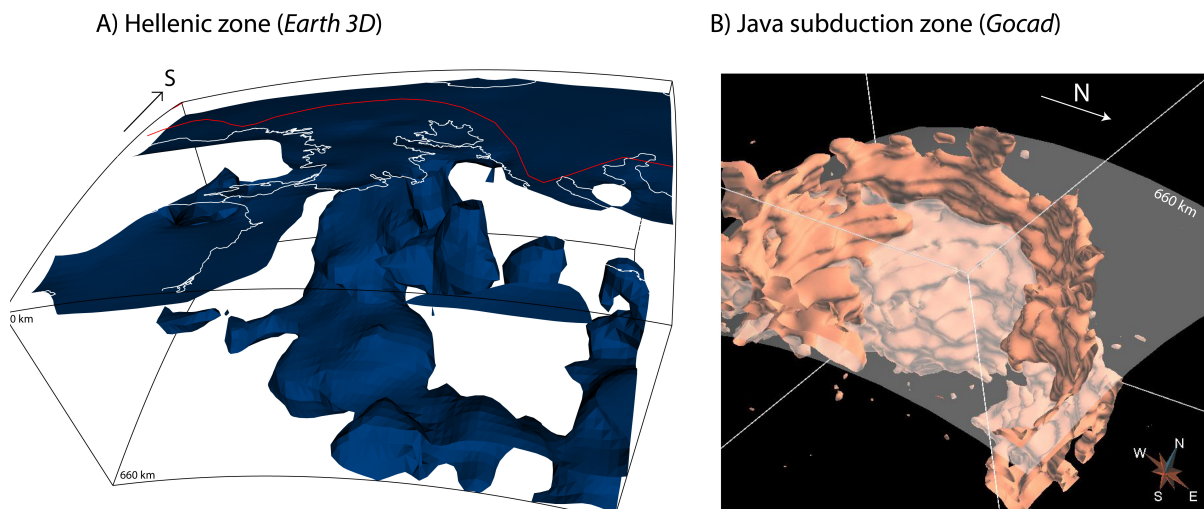 A) Hellenic zone (Earth 3D)
B) Java subduction zone (Gocad)
S
N
660 km
0 km
660 km
N
W
S
E